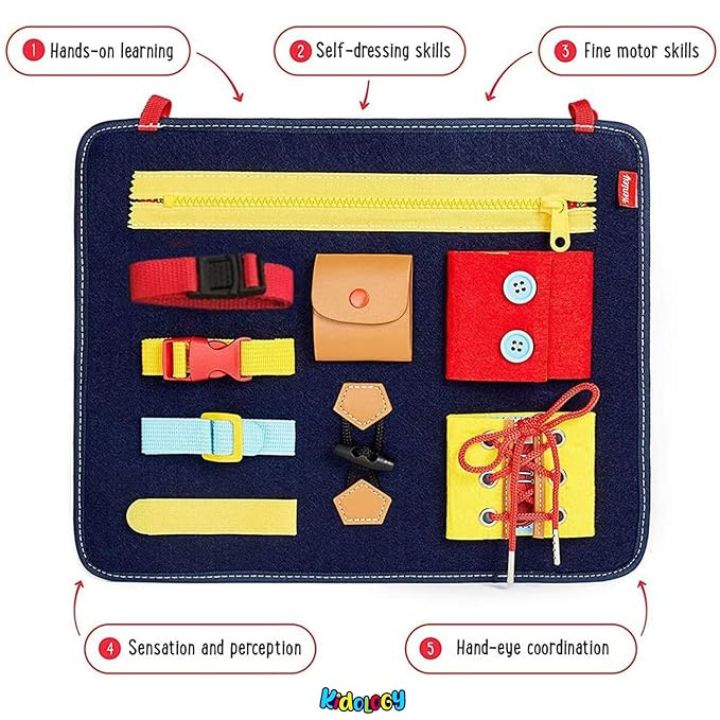 1 Hands-on learning
2 Self-dressing skills
3 Fine motor skills
Henley
4 Sensation and perception
5 Hand-eye coordination
KiDOLOGY